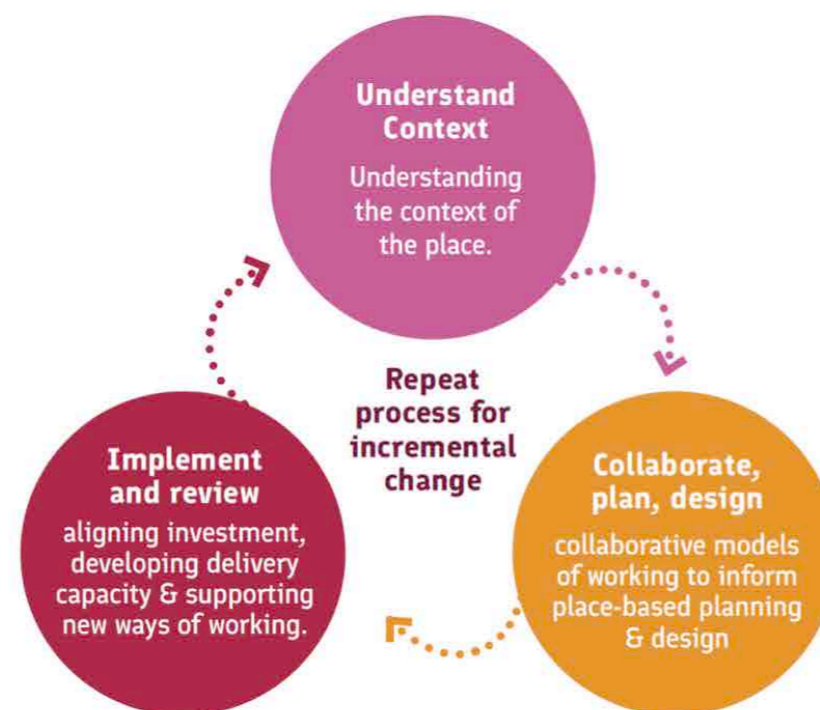 Understand
Context
Understanding
the context of
the place.
Repeat
process for
incremental
change
Collaborate,
plan, design
collaborative models
of working to inform
place-based planning
& design
Implement
and review
aligning investment,
developing delivery
capacity & supporting
new ways of working.